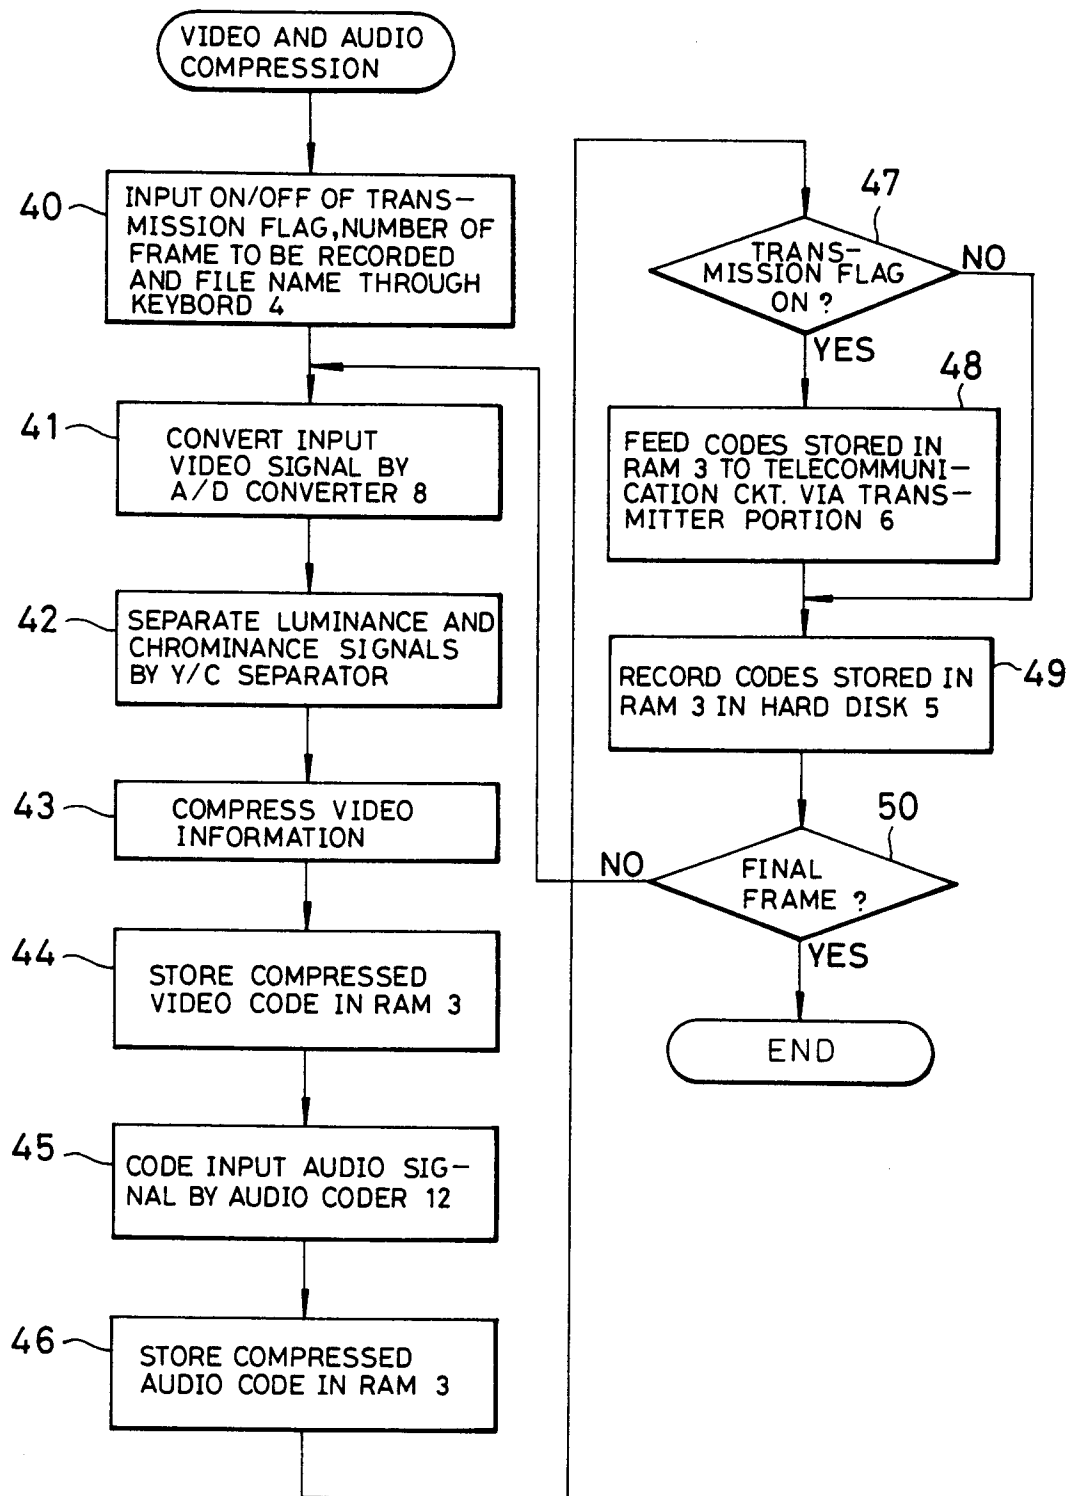 VIDEO AND AUDIO
COMPRESSION
40
INPUT ON/OFF OF TRANS-
MISSION FLAG, NUMBER OF
FRAME TO BE RECORDED
AND FILE NAME THROUGH
KEYBORD 4
41
CONVERT INPUT
VIDEO SIGNAL BY
A/D CONVERTER 8
42
SEPARATE LUMINANCE AND
CHROMINANCE SIGNALS
BY Y/C SEPARATOR
43
COMPRESS VIDEO
INFORMATION
44
STORE COMPRESSED
VIDEO CODE IN RAM 3
45
CODE INPUT AUDIO SIG-
NAL BY AUDIO CODER 12
46
STORE COMPRESSED
AUDIO CODE IN RAM 3
47
TRANS-
MISSION FLAG
ON ?
NO
YES
48
FEED CODES STORED IN
RAM 3 TO TELECOMMUNI-
CATION CKT. VIA TRANS-
MITTER PORTION 6
49
RECORD CODES STORED IN
RAM 3 IN HARD DISK 5
50
FINAL
FRAME ?
NO
YES
END